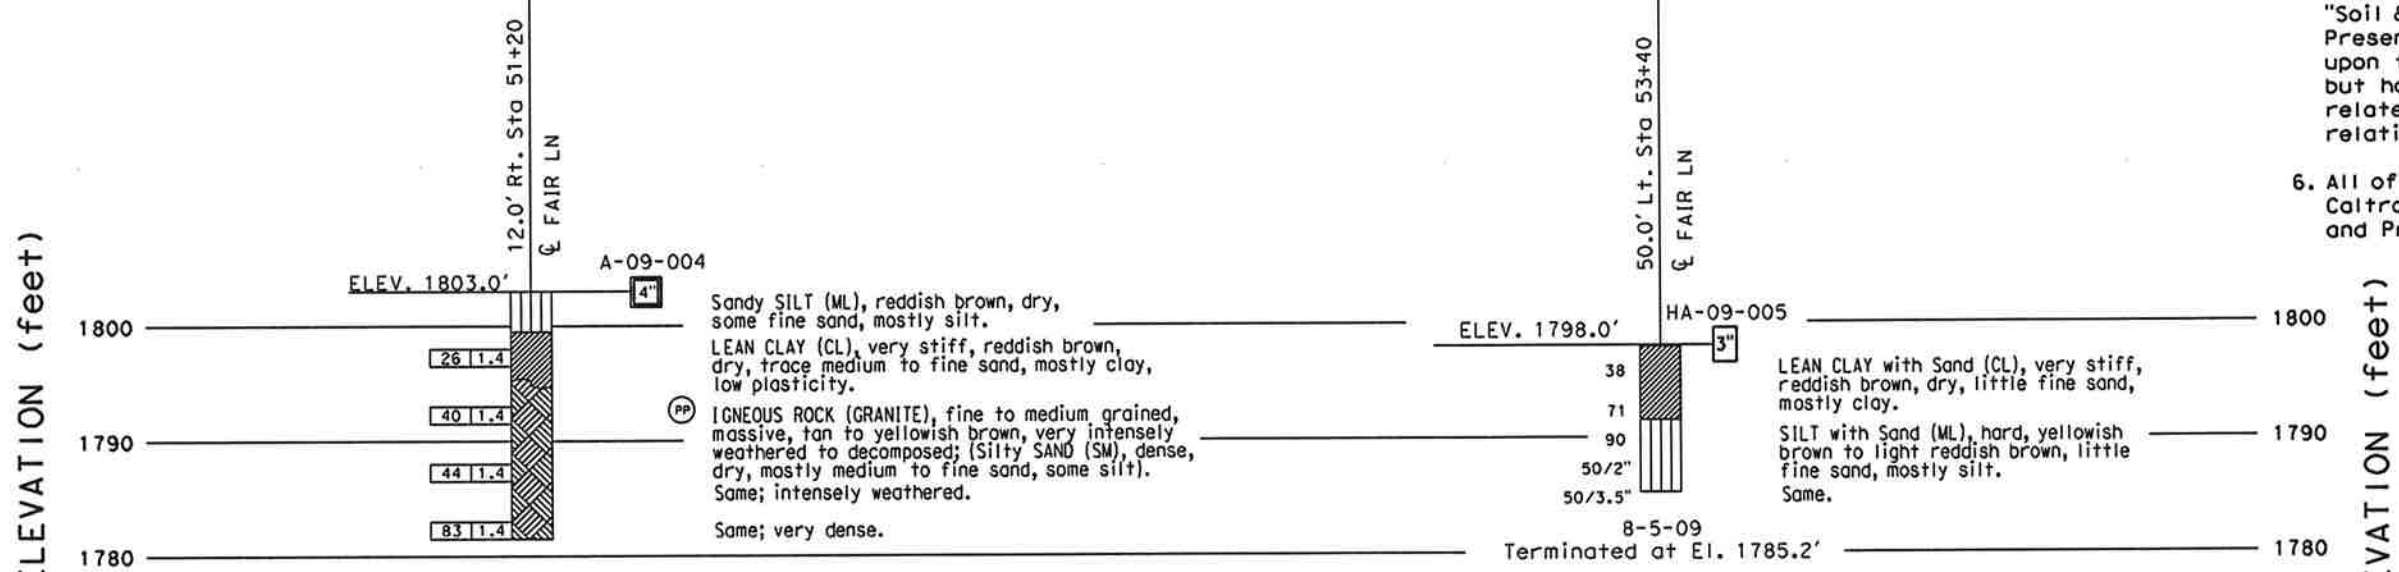 12.0' Rt. Sta 51+20
℄ FAIR LN
50.0' Lt. Sta 53+40
℄ FAIR LN
"Soil &
upon t
6. All of
ELEV. 1803.0'
A-09-004
4"
Sandy SILT (ML), reddish brown, dry,
some fine sand, mostly silt.
1800
26 1.4
LEAN CLAY (CL), very stiff, reddish brown,
dry, trace medium to fine sand, mostly clay,
low plasticity.
40 1.4
PP
IGNEOUS ROCK (GRANITE), fine to medium grained,
massive, tan to yellowish brown, very intensely
weathered to decomposed; (Silty SAND (SM), dense,
dry, mostly medium to fine sand, some silt).
1790
44 1.4
Same; intensely weathered.
83 1.4
Same; very dense.
1780
ELEV. 1798.0'
HA-09-005
3"
1800
38
LEAN CLAY with Sand (CL), very stiff,
reddish brown, dry, little fine sand,
mostly clay.
71
90
SILT with Sand (ML), hard, yellowish
brown to light reddish brown, little
fine sand, mostly silt.
1790
50/2"
50/3.5"
Same.
8-5-09
Terminated at El. 1785.2'
1780
ELEVATION (feet)
VATION (feet)